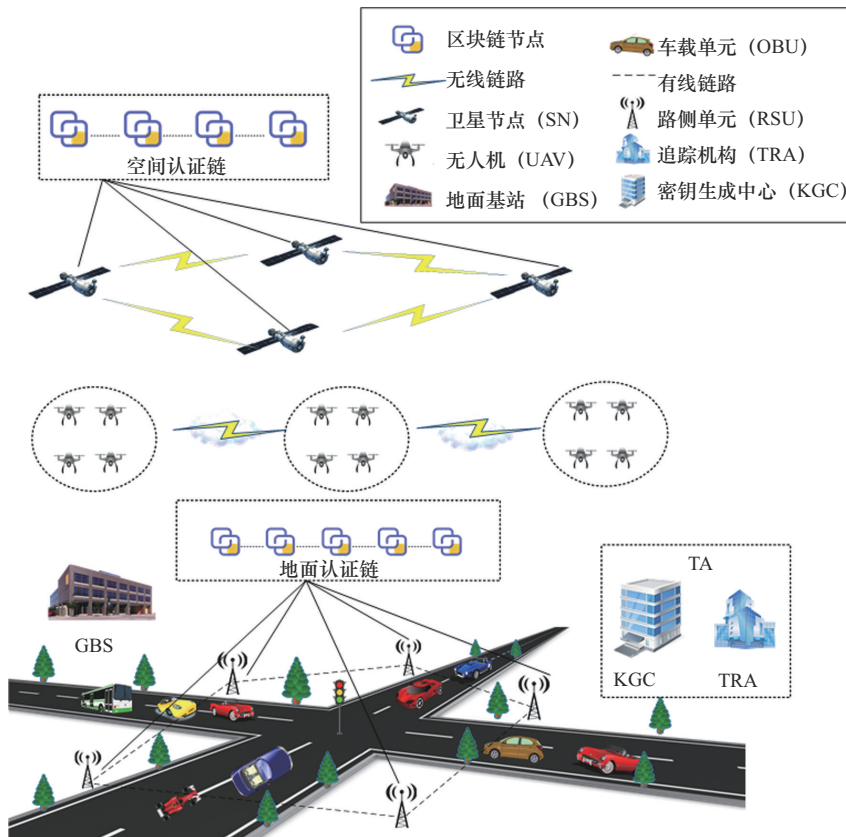 区块链节点
车载单元（OBU）
无线链路
有线链路
卫星节点（SN）
路侧单元（RSU）
无人机（UAV）
追踪机构（TRA）
地面基站（GBS）
密钥生成中心（KGC）
空间认证链
地面认证链
TA
GBS
KGC
TRA